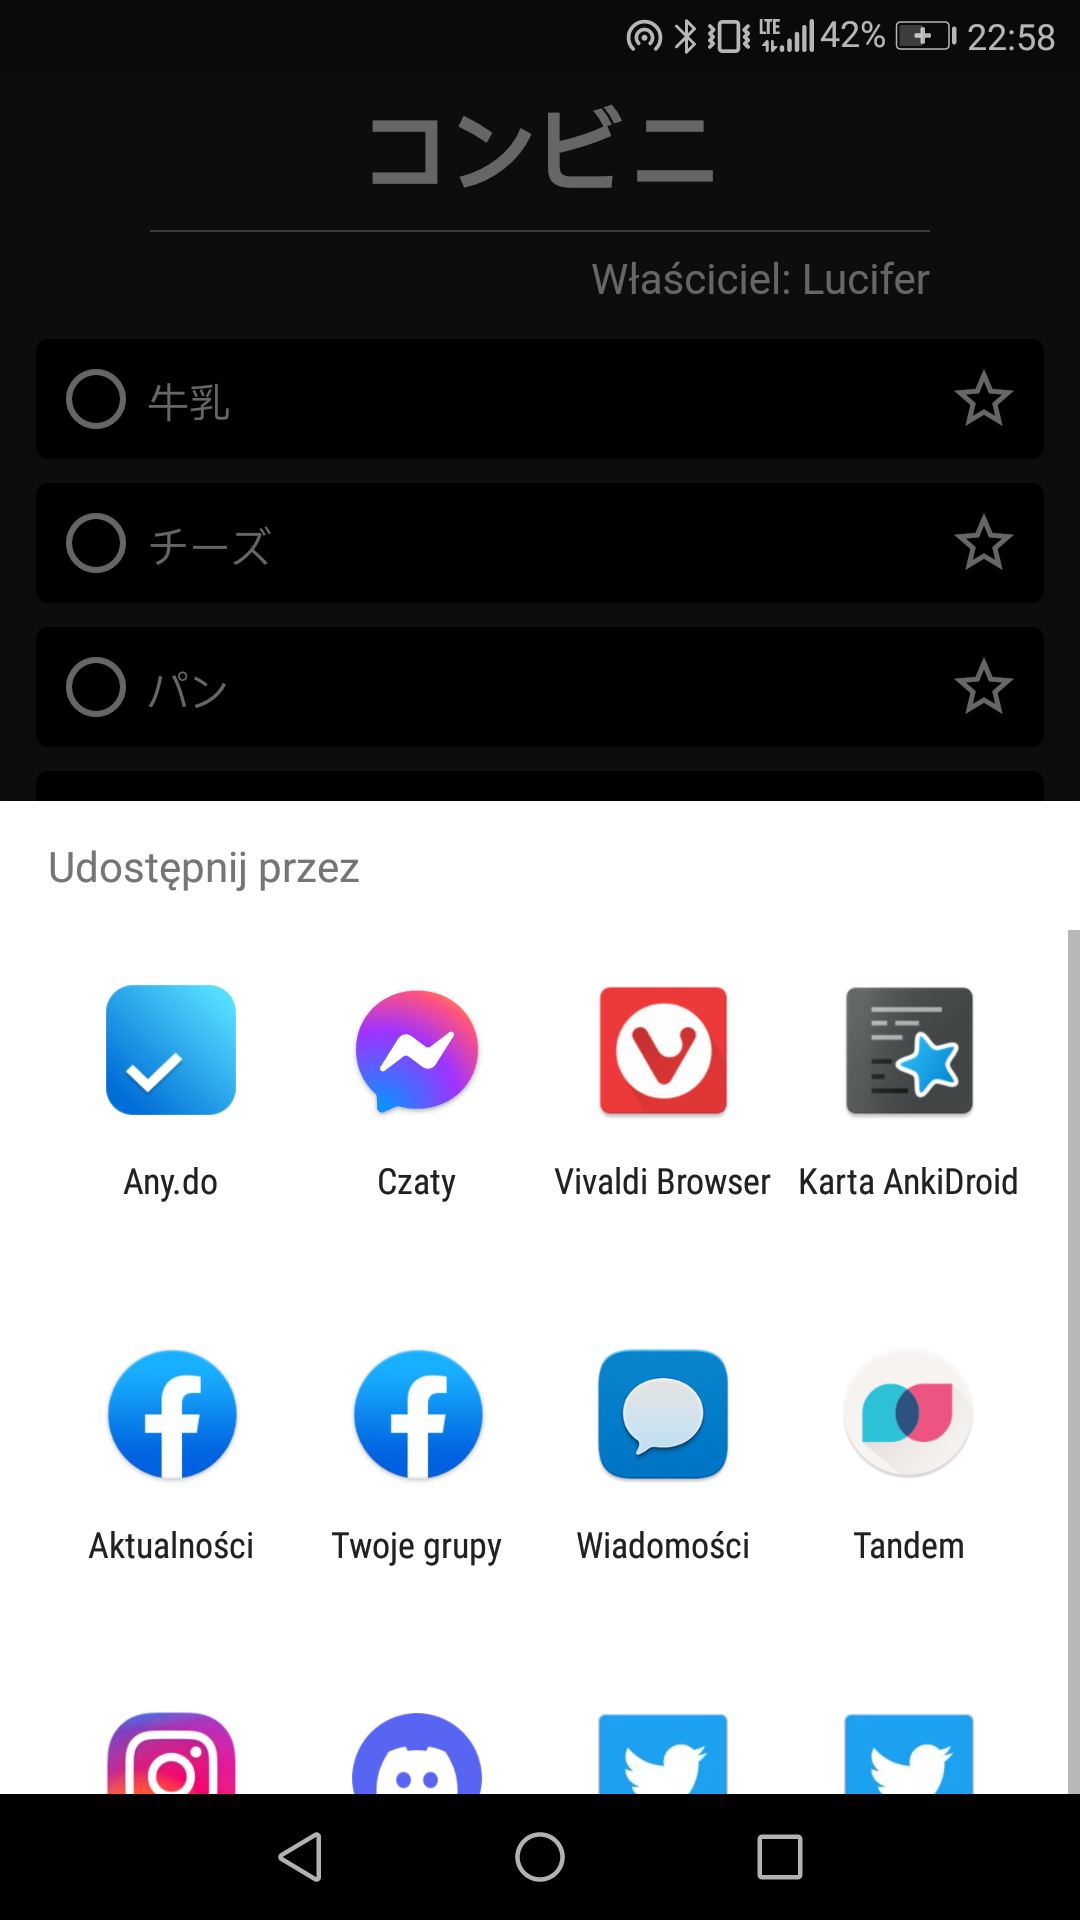 LTE 42% 22:58
コンビニ
Właściciel: Lucifer
牛乳
チーズ
パン
Udostępnij przez
Any.do Czaty Vivaldi Browser Karta AnkiDroid
Aktualności Twoje grupy Wiadomości Tandem